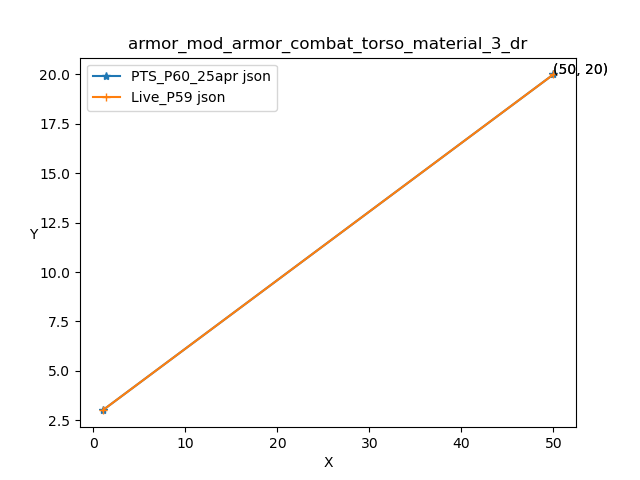 armor_mod_armor_combat_torso_material_3_dr
PTS_P60_25apr json
Live_P59 json
(50, 20)
20.0
17.5
15.0
12.5
Y
10.0
7.5
5.0
2.5
0 10 20 30 40 50
X